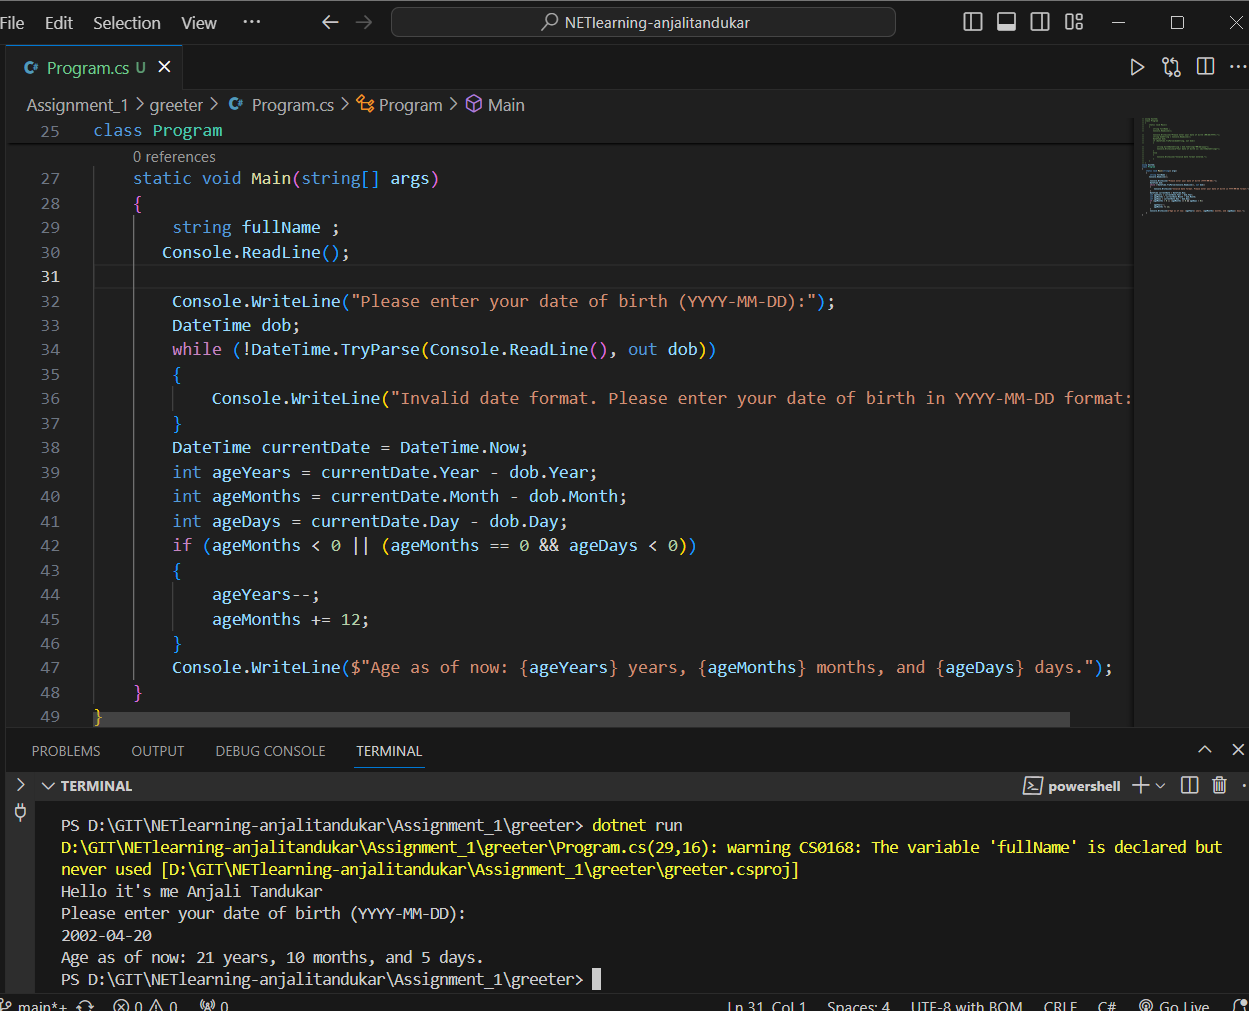 File Edit Selection View ··· NETlearning-anjalitandukar
Program.cs U
Assignment_1 > greeter > Program.cs > Program > Main
25 class Program
0 references
27 static void Main(string[] args)
28 {
29 string fullName ;
30 Console.ReadLine();
31
32 Console.WriteLine("Please enter your date of birth (YYYY-MM-DD):");
33 DateTime dob;
34 while (!DateTime.TryParse(Console.ReadLine(), out dob))
35 {
36 Console.WriteLine("Invalid date format. Please enter your date of birth in YYYY-MM-DD format:
37 }
38 DateTime currentDate = DateTime.Now;
39 int ageYears = currentDate.Year - dob.Year;
40 int ageMonths = currentDate.Month - dob.Month;
41 int ageDays = currentDate.Day - dob.Day;
42 if (ageMonths < 0 || (ageMonths == 0 && ageDays < 0))
43 {
44 ageYears--;
45 ageMonths += 12;
46 }
47 Console.WriteLine($"Age as of now: {ageYears} years, {ageMonths} months, and {ageDays} days.");
48 }
49 }
PROBLEMS OUTPUT DEBUG CONSOLE TERMINAL
TERMINAL powershell
PS D:\GIT\NETlearning-anjalitandukar\Assignment_1\greeter> dotnet run
D:\GIT\NETlearning-anjalitandukar\Assignment_1\greeter\Program.cs(29,16): warning CS0168: The variable 'fullName' is declared but
never used [D:\GIT\NETlearning-anjalitandukar\Assignment_1\greeter\greeter.csproj]
Hello it's me Anjali Tandukar
Please enter your date of birth (YYYY-MM-DD):
2002-04-20
Age as of now: 21 years, 10 months, and 5 days.
PS D:\GIT\NETlearning-anjalitandukar\Assignment_1\greeter>
main*+ 0 0 0 Ln 31, Col 1 Spaces: 4 UTF-8 with BOM CRLF C# Go Live